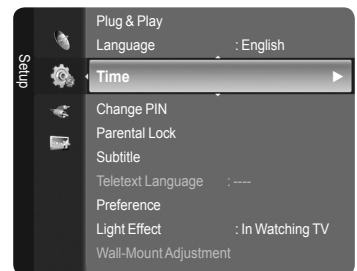 Setup
Plug & Play
Language : English
Time
Change PIN
Parental Lock
Subtitle
Teletext Language : ----
Preference
Light Effect : In Watching TV
Wall-Mount Adjustment